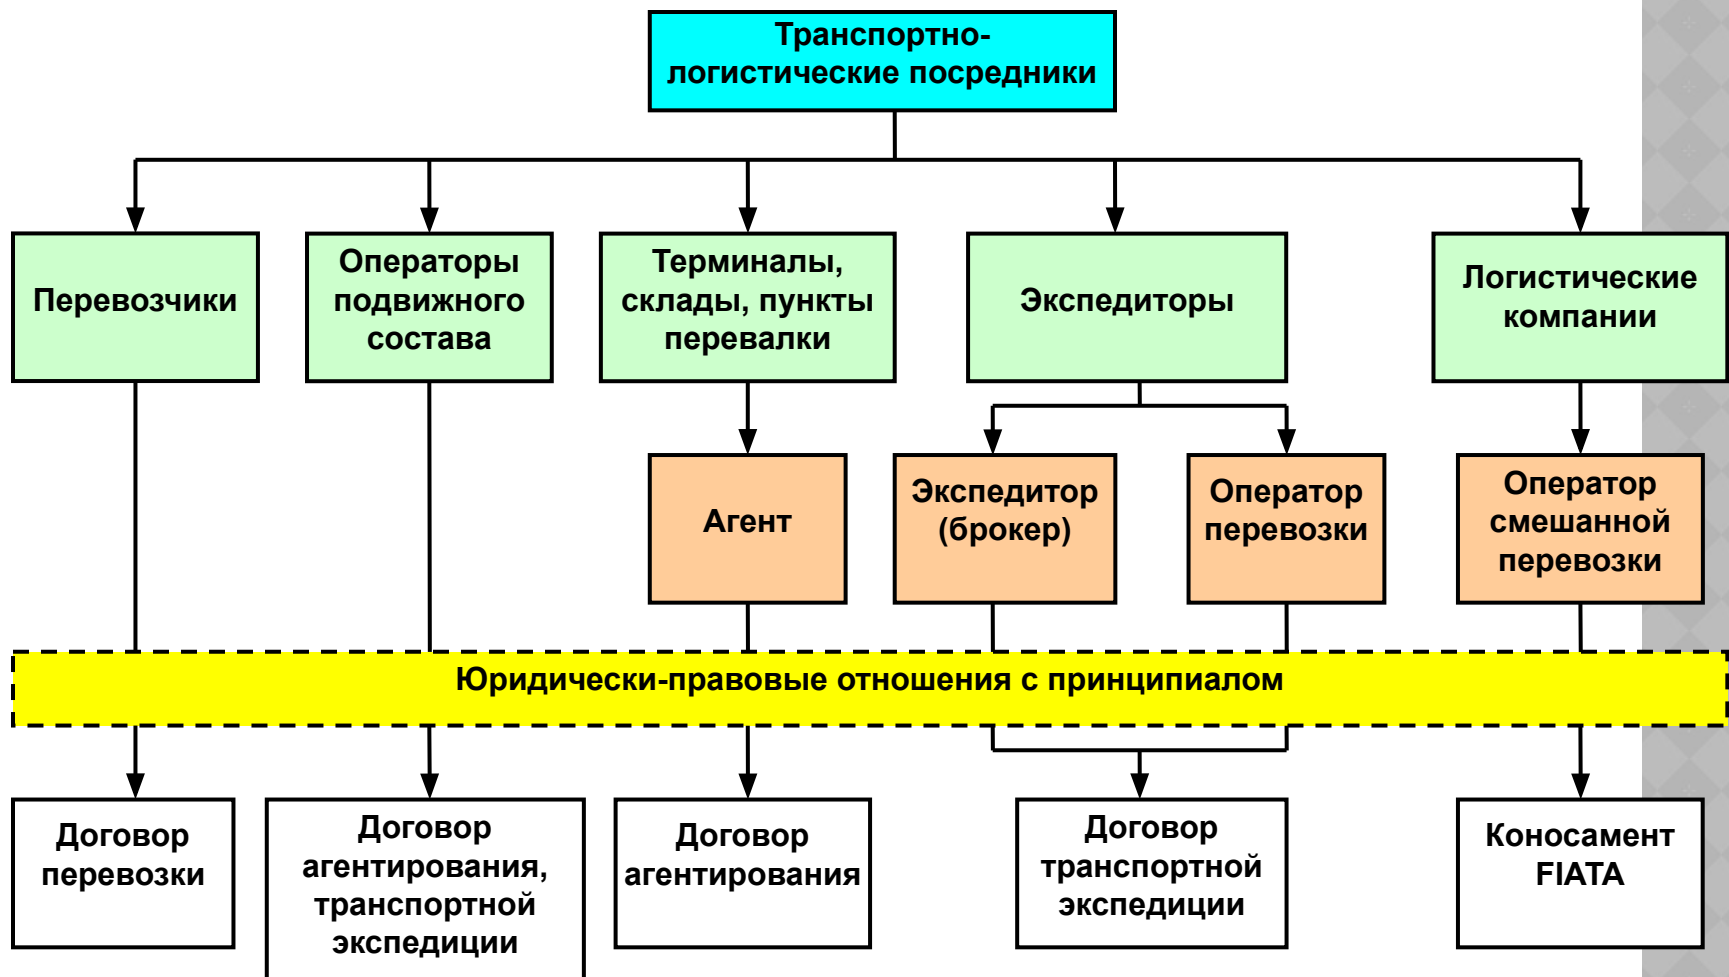 Транспортно-
логистические посредники
Перевозчики
Операторы
подвижного
состава
Терминалы,
склады, пункты
перевалки
Экспедиторы
Логистические
компании
Агент
Экспедитор
(брокер)
Оператор
перевозки
Оператор
смешанной
перевозки
Юридически-правовые отношения с принципиалом
Договор
перевозки
Договор
агентирования,
транспортной
экспедиции
Договор
агентирования
Договор
транспортной
экспедиции
Коносамент
FIATA